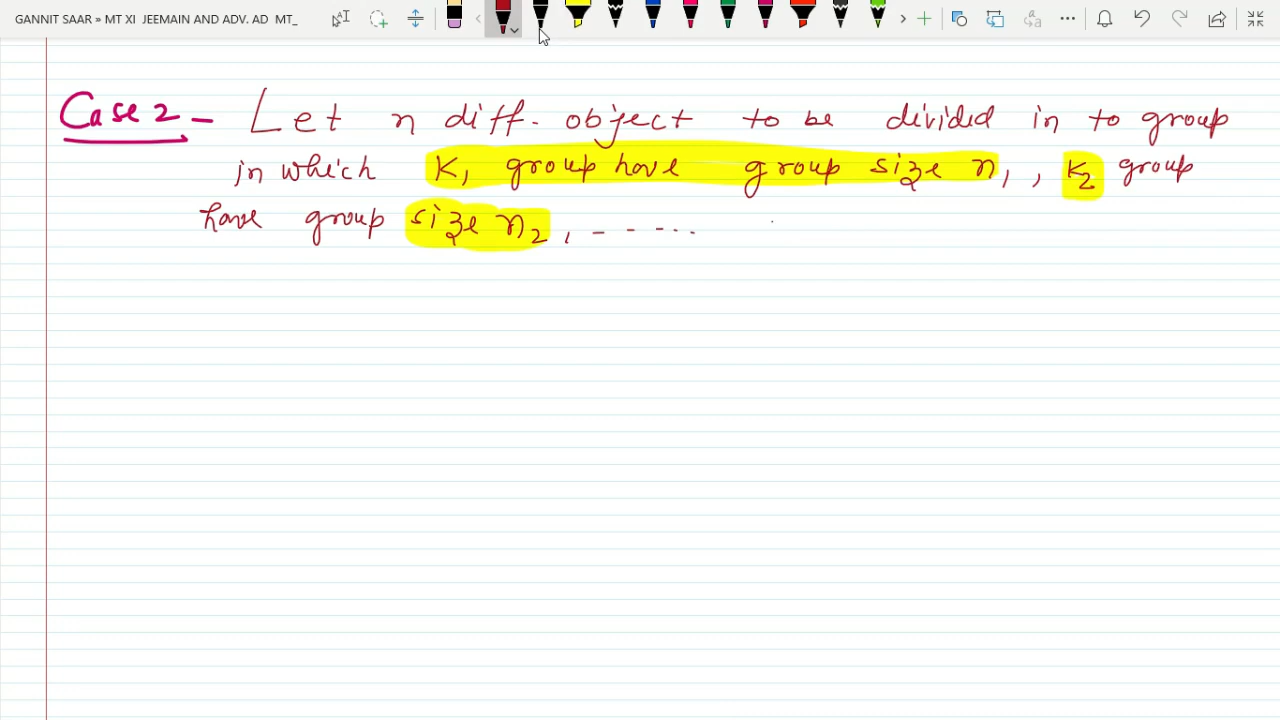 GANNIT SAAR » MT XI JEEMAIN AND ADV. AD MT_
Case 2 - Let n diff. object to be divided in to group
in which K₁ group have group size n₁, K₂ group
have group size n₂, - - - ...